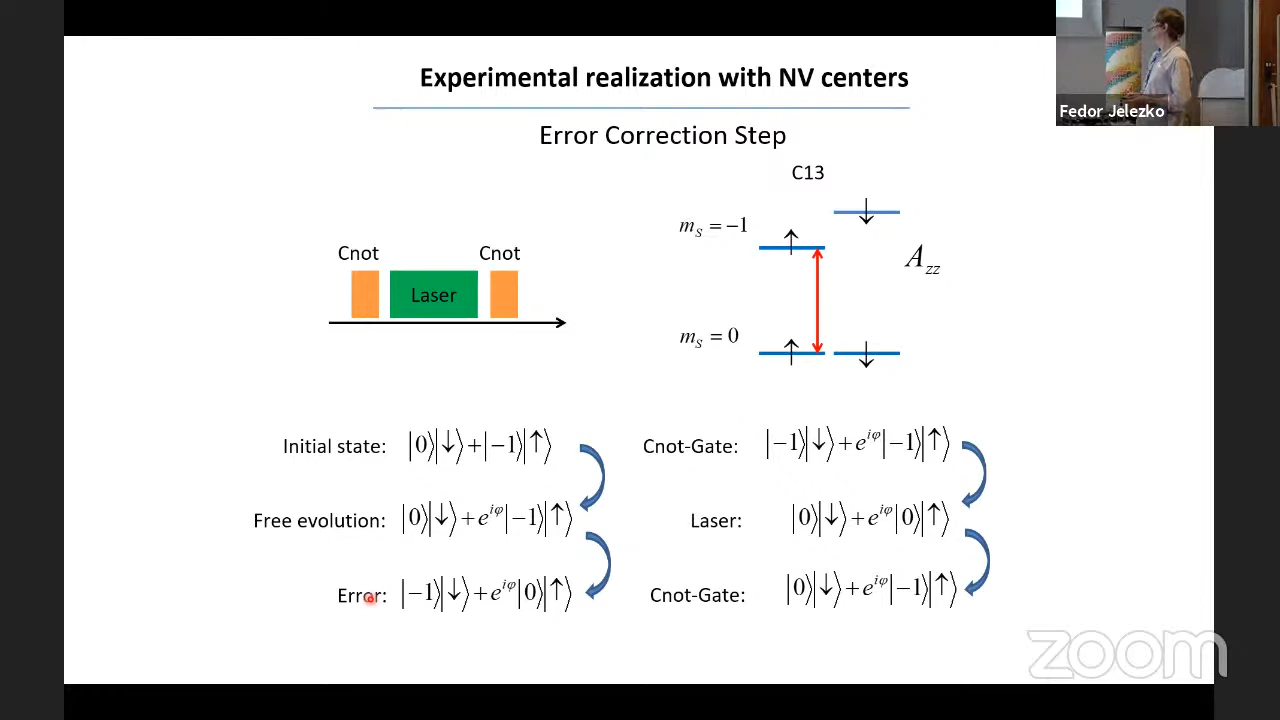 Experimental realization with NV centers
Fedor Jelezko
Error Correction Step
C13
m_S = −1
Cnot
Cnot
A_zz
Laser
m_S = 0
Initial state: |0⟩|↓⟩+|−1⟩|↑⟩
Cnot-Gate: |−1⟩|↓⟩+e^{iφ}|−1⟩|↑⟩
Free evolution: |0⟩|↓⟩+e^{iφ}|−1⟩|↑⟩
Laser: |0⟩|↓⟩+e^{iφ}|0⟩|↑⟩
Error: |−1⟩|↓⟩+e^{iφ}|0⟩|↑⟩
Cnot-Gate: |0⟩|↓⟩+e^{iφ}|−1⟩|↑⟩
zoom